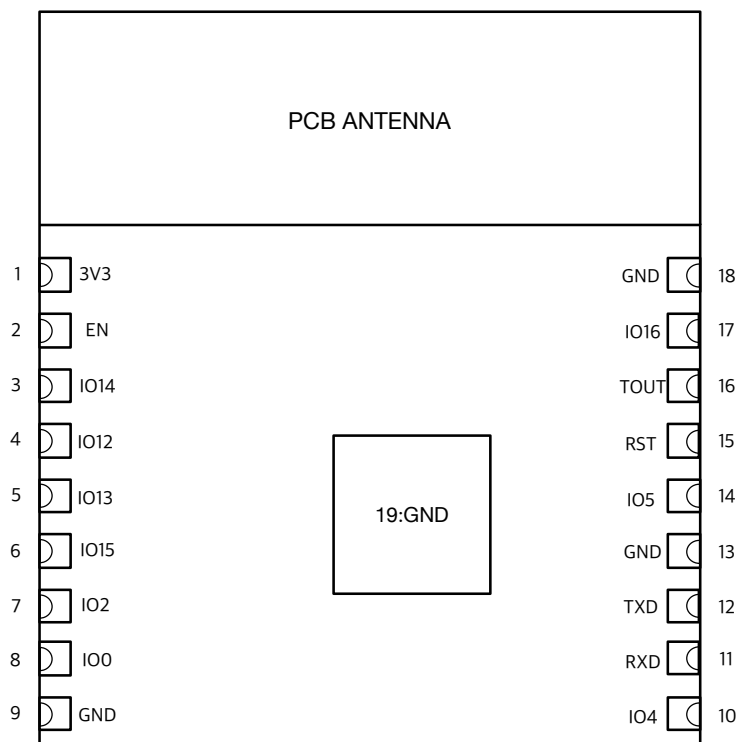 PCB ANTENNA
1 3V3 GND 18
2 EN IO16 17
3 IO14 TOUT 16
4 IO12 RST 15
5 IO13 IO5 14
19:GND
6 IO15 GND 13
7 IO2 TXD 12
8 IO0 RXD 11
9 GND IO4 10